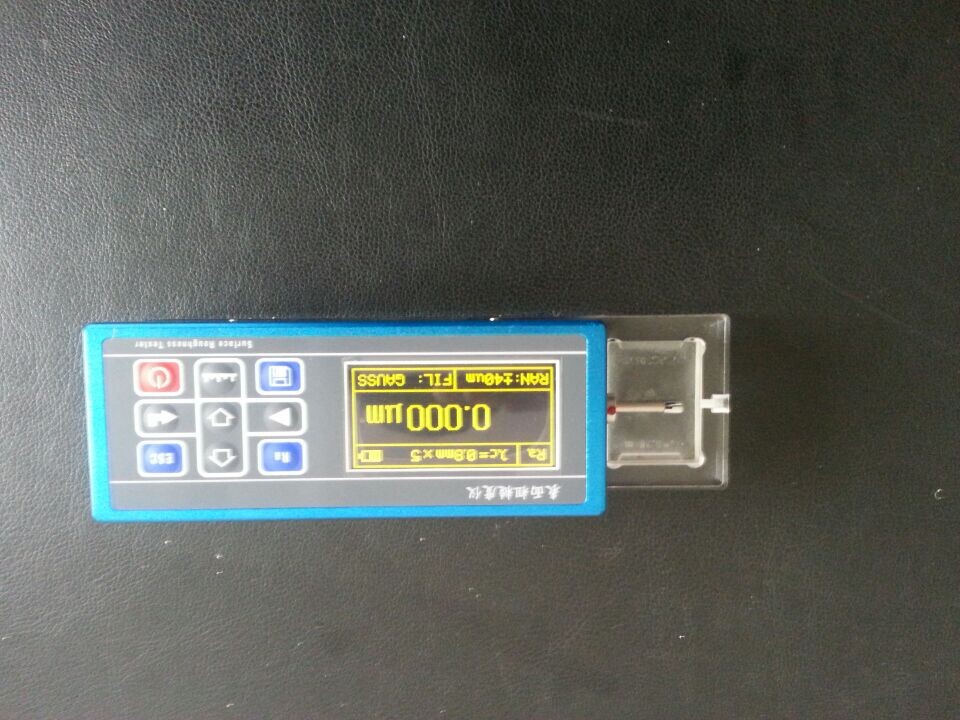 表面粗糙度仪
Ra λc=0.8mm×5
0.000μm
RAN:±40um FIL: GAUSS
Ra
ESC
Surface Roughness Tester